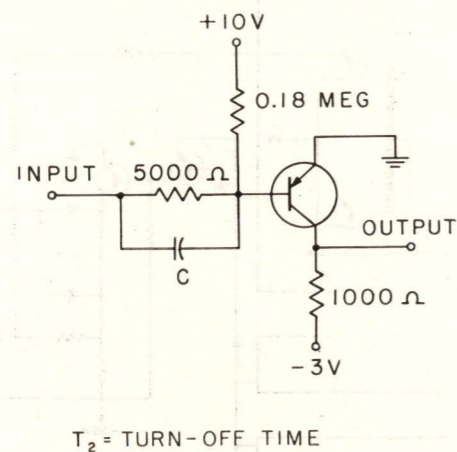 +10V
0.18 MEG
INPUT
5000 Ω
OUTPUT
C
1000 Ω
-3V
T₂ = TURN-OFF TIME